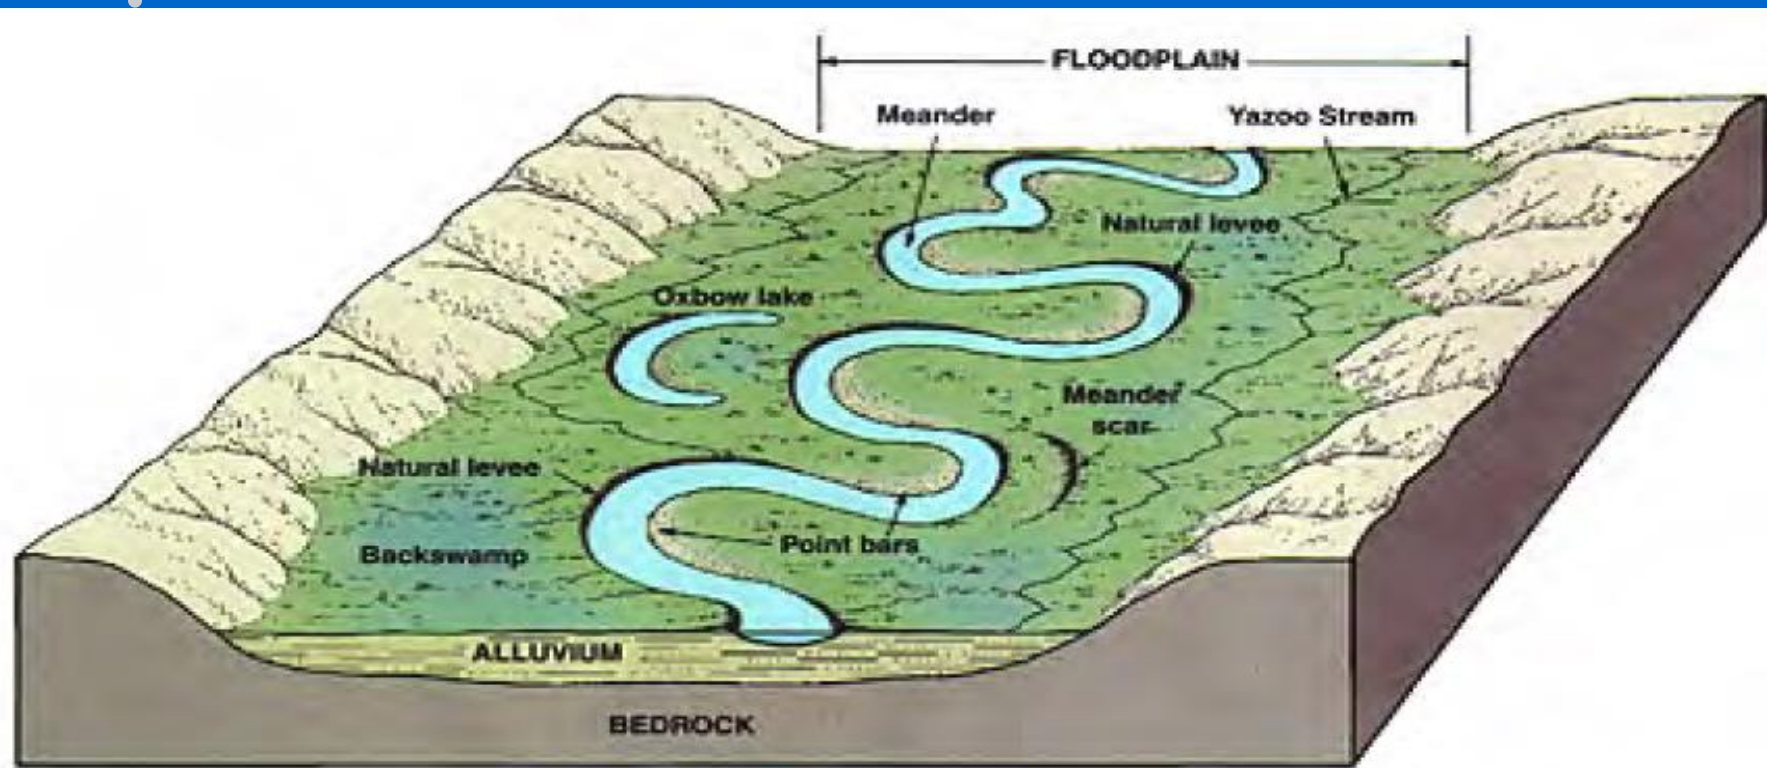 FLOODPLAIN
Meander
Yazoo Stream
Natural levee
Oxbow lake
Meander
scar
Natural levee
Point bars
Backswamp
ALLUVIUM
BEDROCK